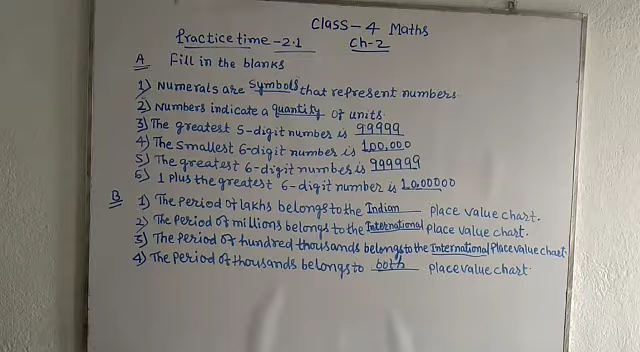 Class-4 Maths
Practice time -2.1 Ch-2
A Fill in the blanks
1) Numerals are symbols that represent numbers.
2) Numbers indicate a quantity of units.
3) The greatest 5-digit number is 99999
4) The smallest 6-digit number is 100,000
5) The greatest 6-digit number is 999999
6) 1 plus the greatest 6-digit number is 10,00000
B 1) The period of lakhs belongs to the Indian place value chart.
2) The period of millions belongs to the International place value chart.
3) The period of hundred thousands belongs to the International place value chart.
4) The period of thousands belongs to both place value chart.